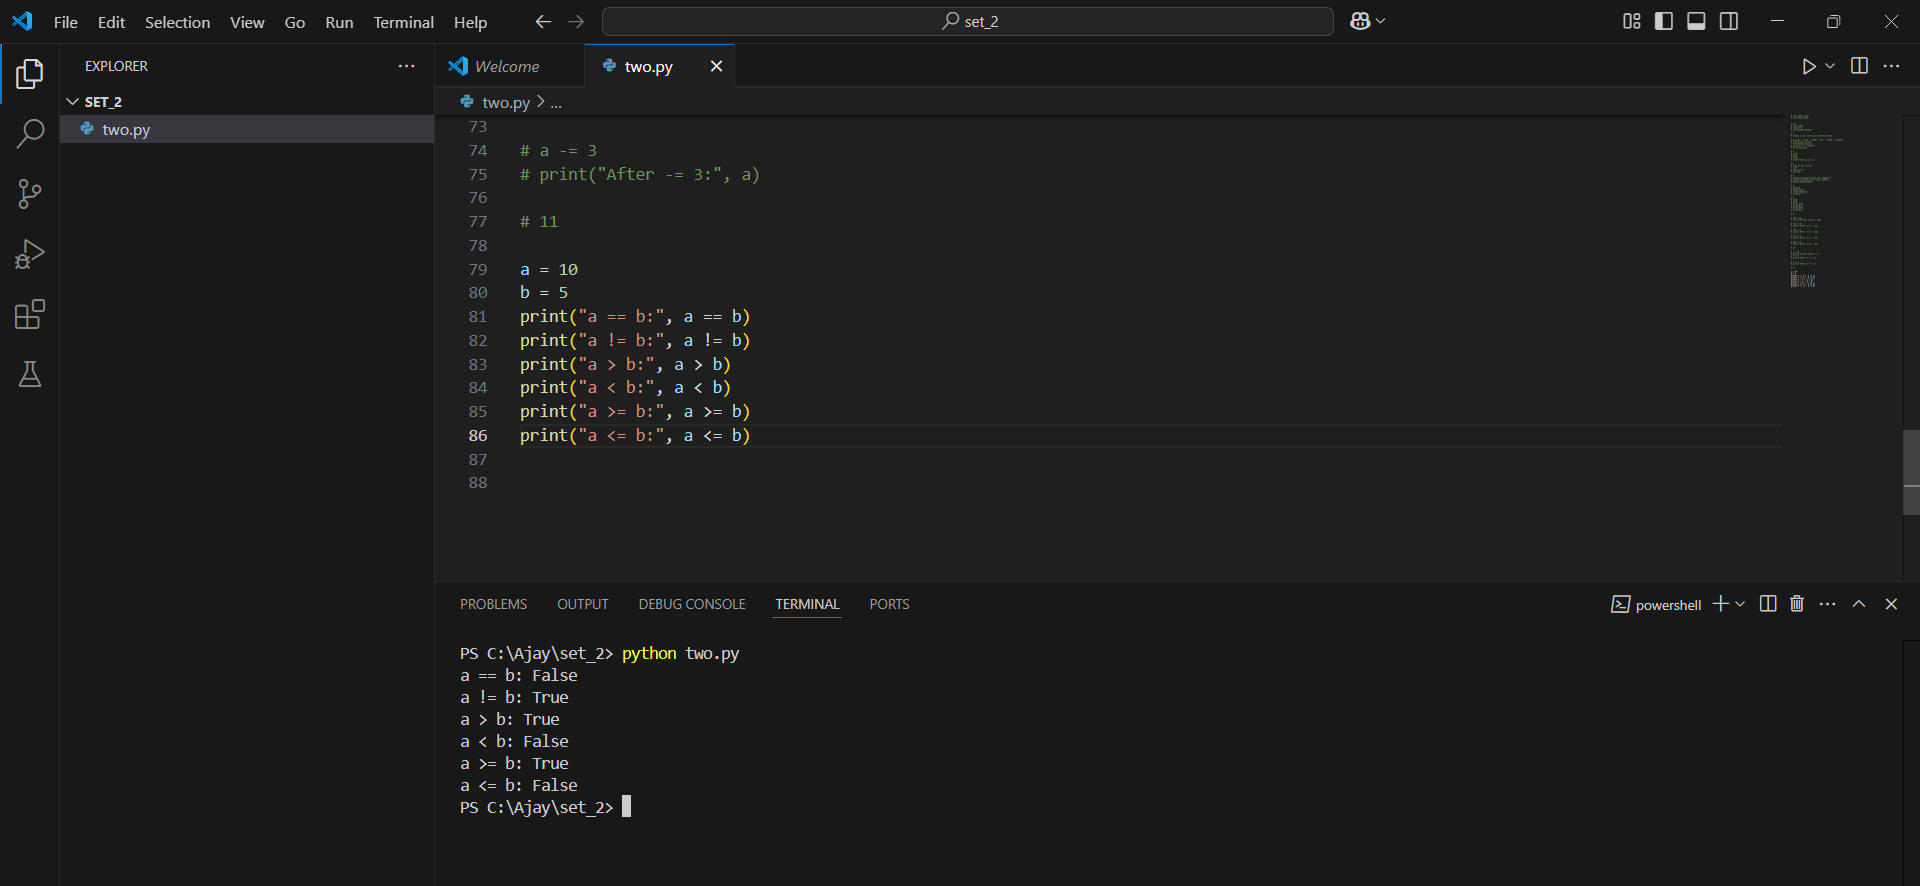 File Edit Selection View Go Run Terminal Help
set_2
EXPLORER
SET_2
two.py
Welcome
two.py
two.py > ...
73
74 # a -= 3
75 # print("After -= 3:", a)
76
77 # 11
78
79 a = 10
80 b = 5
81 print("a == b:", a == b)
82 print("a != b:", a != b)
83 print("a > b:", a > b)
84 print("a < b:", a < b)
85 print("a >= b:", a >= b)
86 print("a <= b:", a <= b)
87
88
PROBLEMS OUTPUT DEBUG CONSOLE TERMINAL PORTS
powershell
PS C:\Ajay\set_2> python two.py
a == b: False
a != b: True
a > b: True
a < b: False
a >= b: True
a <= b: False
PS C:\Ajay\set_2>